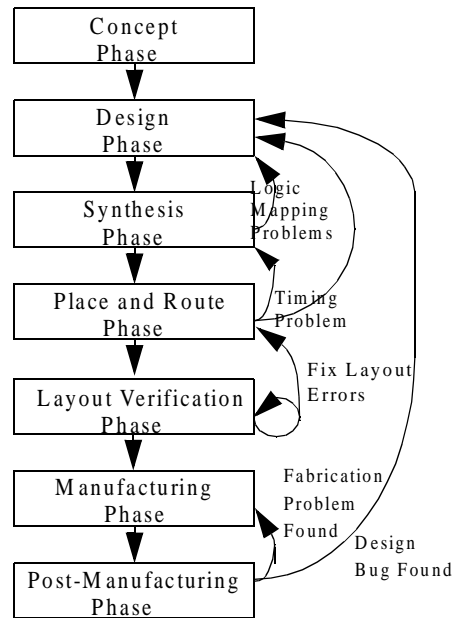 Concept
Phase
Design
Phase
Logic
Mapping
Problems
Synthesis
Phase
Timing
Problem
Place and Route
Phase
Fix Layout
Errors
Layout Verification
Phase
Fabrication
Problem
Found
Manufacturing
Phase
Design
Bug Found
Post-Manufacturing
Phase